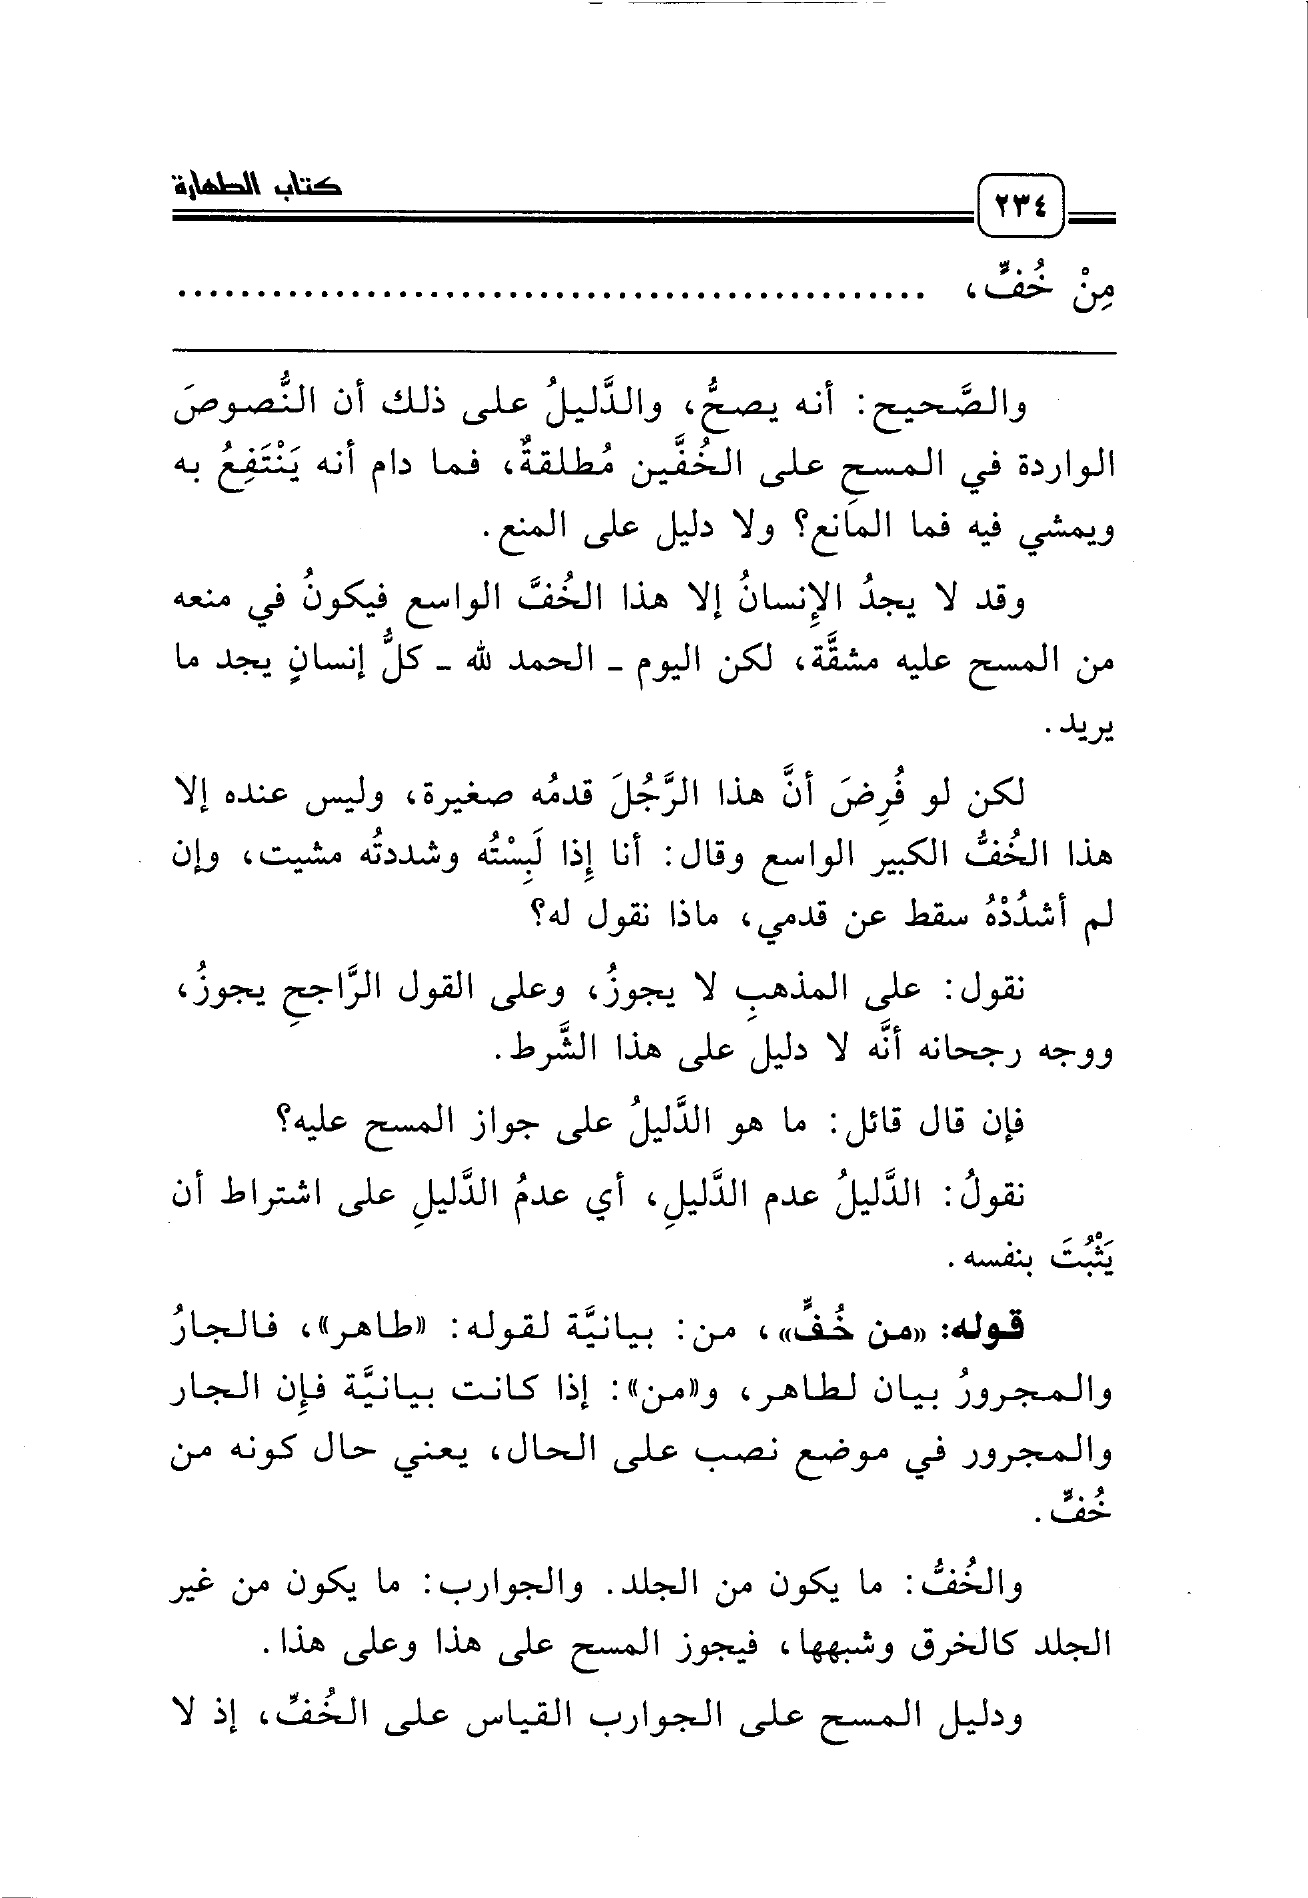 كتاب الطهارة
٢٣٤
مِنْ خُفٍّ، ................................................
والصَّحيح: أنه يصحُّ، والدَّليلُ على ذلك أن النُّصوصَ
الواردة في المسحِ على الخُفَّين مُطلقةٌ، فما دام أنه يَنْتَفِعُ به
ويمشي فيه فما المانع؟ ولا دليل على المنع.
وقد لا يجدُ الإِنسانُ إلا هذا الخُفَّ الواسع فيكونُ في منعه
من المسح عليه مشقَّة، لكن اليوم ـ الحمد لله ـ كلُّ إنسانٍ يجد ما
يريد.
لكن لو فُرِضَ أنَّ هذا الرَّجُلَ قدمُه صغيرة، وليس عنده إلا
هذا الخُفُّ الكبير الواسع وقال: أنا إِذا لَبِسْتُه وشددتُه مشيت، وإن
لم أشدُدْهُ سقط عن قدمي، ماذا نقول له؟
نقول: على المذهبِ لا يجوزُ، وعلى القول الرَّاجحِ يجوزُ،
ووجه رجحانه أنَّه لا دليل على هذا الشَّرط.
فإن قال قائل: ما هو الدَّليلُ على جواز المسح عليه؟
نقولُ: الدَّليلُ عدم الدَّليلِ، أي عدمُ الدَّليلِ على اشتراط أن
يَثْبُتَ بنفسه.
قوله: «من خُفٍّ»، من: بيانيَّة لقوله: «طاهر»، فالجارُ
والمجرورُ بيان لطاهر، و«من»: إذا كانت بيانيَّة فإِن الجار
والمجرور في موضع نصب على الحال، يعني حال كونه من
خُفٍّ.
والخُفُّ: ما يكون من الجلد. والجوارب: ما يكون من غير
الجلد كالخرق وشبهها، فيجوز المسح على هذا وعلى هذا.
ودليل المسح على الجوارب القياس على الخُفِّ، إذ لا